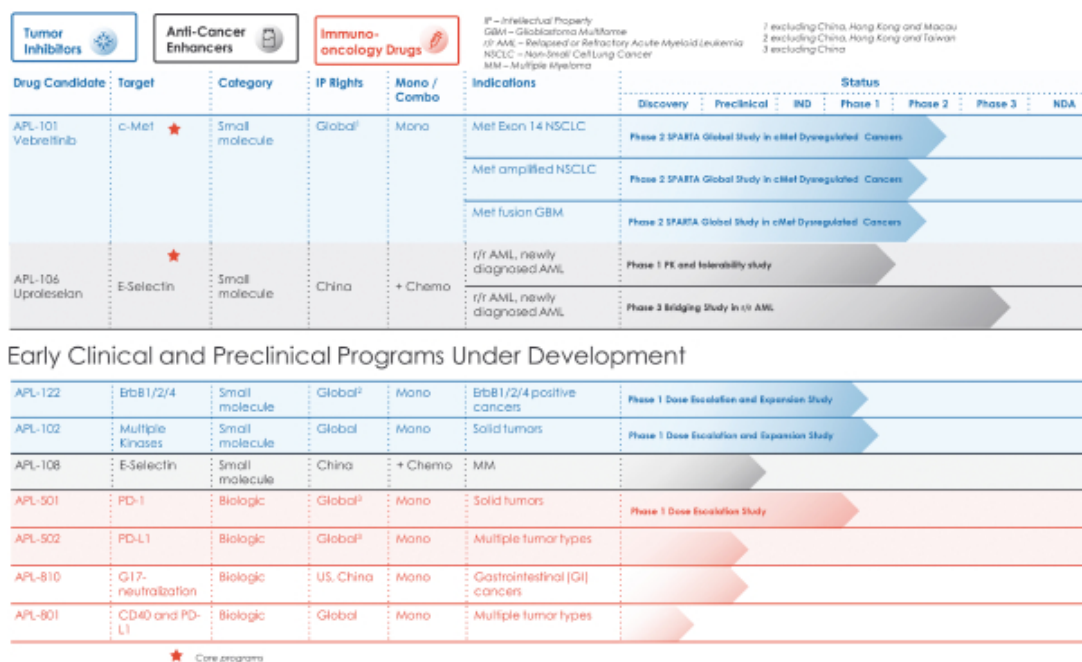 Tumor Inhibitors
Anti-Cancer Enhancers
Immuno-oncology Drugs
IP – Intellectual Property
GBM – Glioblastoma Multiforme
r/r AML – Relapsed or Refractory Acute Myeloid Leukemia
NSCLC – Non-Small Cell Lung Cancer
MM – Multiple Myeloma
1 excluding China, Hong Kong and Macau
2 excluding China, Hong Kong and Taiwan
3 excluding China
Drug Candidate Target Category IP Rights Mono / Combo Indications Status
Discovery Preclinical IND Phase 1 Phase 2 Phase 3 NDA
APL-101 Vebreltinib c-Met Small molecule Global¹ Mono Met Exon 14 NSCLC Phase 2 SPARTA Global Study in cMet Dysregulated Cancers
Met amplified NSCLC Phase 2 SPARTA Global Study in cMet Dysregulated Cancers
Met fusion GBM Phase 2 SPARTA Global Study in cMet Dysregulated Cancers
APL-106 Uproleselan E-Selectin Small molecule China + Chemo r/r AML, newly diagnosed AML Phase 1 PK and tolerability study
r/r AML, newly diagnosed AML Phase 3 Bridging Study in r/r AML
Early Clinical and Preclinical Programs Under Development
APL-122 ErbB1/2/4 Small molecule Global² Mono ErbB1/2/4 positive cancers Phase 1 Dose Escalation and Expansion Study
APL-102 Multiple Kinases Small molecule Global Mono Solid tumors Phase 1 Dose Escalation and Expansion Study
APL-108 E-Selectin Small molecule China + Chemo MM
APL-501 PD-1 Biologic Global³ Mono Solid tumors Phase 1 Dose Escalation Study
APL-502 PD-L1 Biologic Global³ Mono Multiple tumor types
APL-810 G17-neutralization Biologic US, China Mono Gastrointestinal (GI) cancers
APL-801 CD40 and PD-L1 Biologic Global Mono Multiple tumor types
Core programs